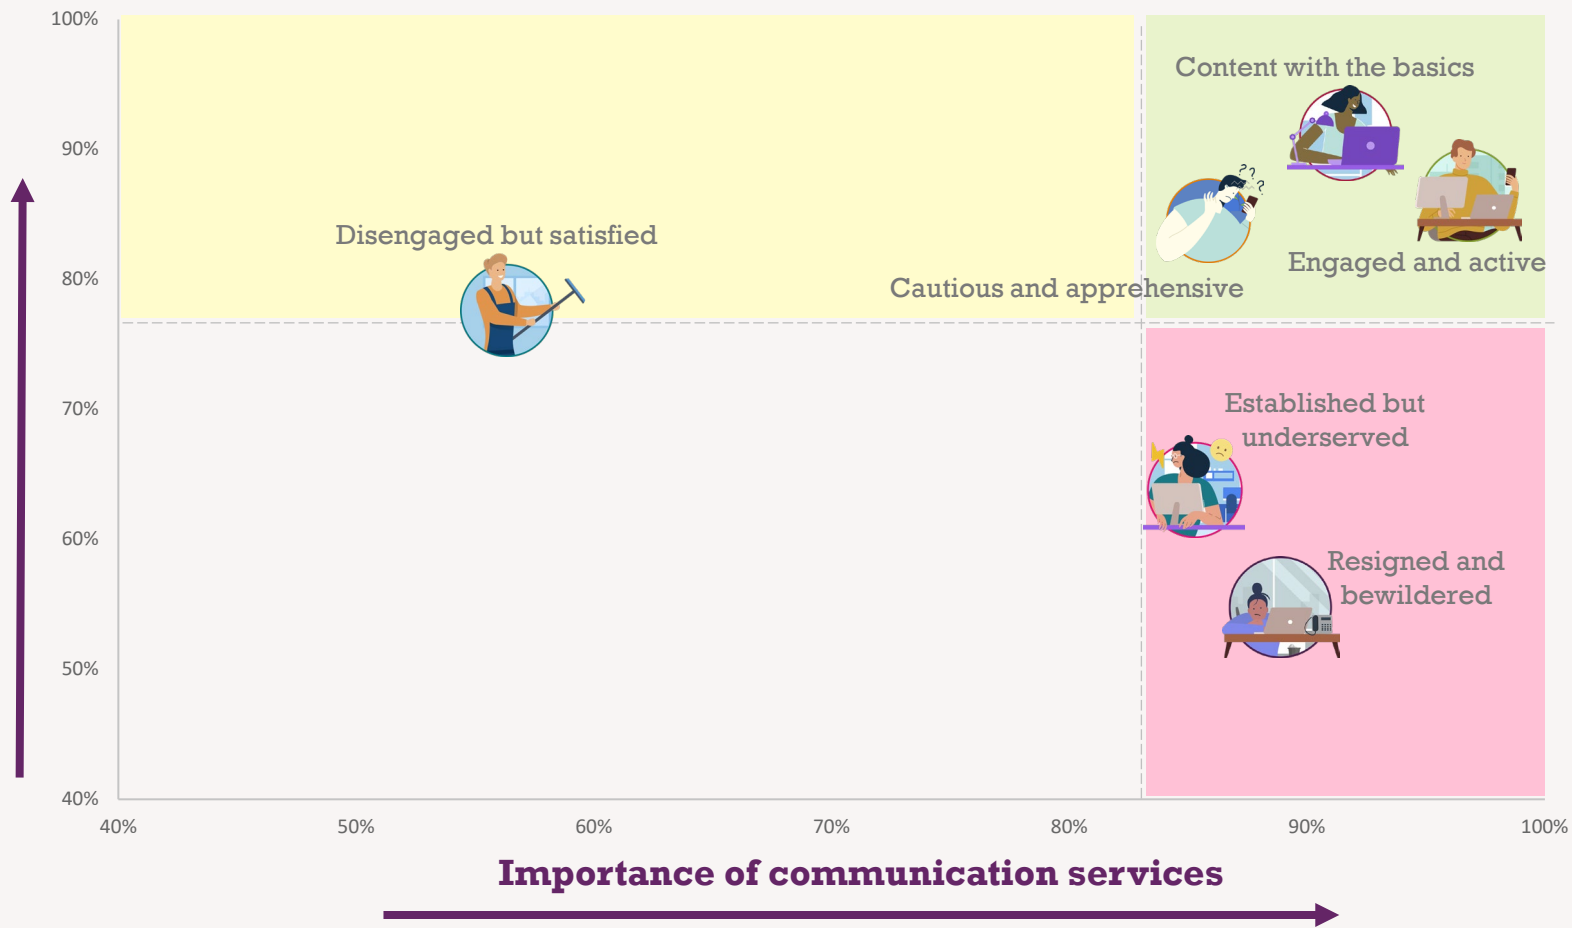 100%
Content with the basics
90%
? ?
?
Disengaged but satisfied
Engaged and active
80%
Cautious and apprehensive
70%
Established but
underserved
60%
Resigned and
bewildered
50%
40%
40%
50%
60%
70%
80%
90%
100%
Importance of communication services